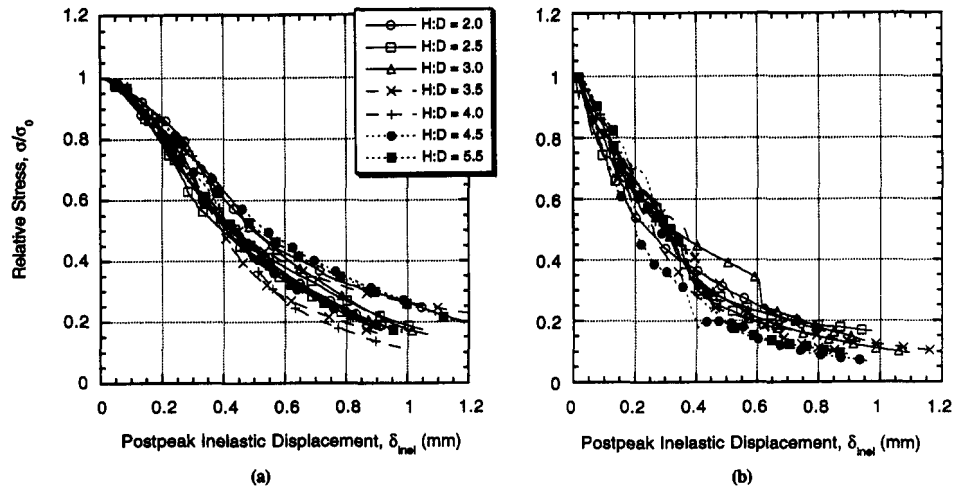 1.2
1
0.8
0.6
0.4
0.2
0
Relative Stress, σ/σ₀
0 0.2 0.4 0.6 0.8 1 1.2
Postpeak Inelastic Displacement, δinel (mm)
(a)
H:D = 2.0
H:D = 2.5
H:D = 3.0
H:D = 3.5
H:D = 4.0
H:D = 4.5
H:D = 5.5
1.2
1
0.8
0.6
0.4
0.2
0
0 0.2 0.4 0.6 0.8 1 1.2
Postpeak Inelastic Displacement, δinel (mm)
(b)